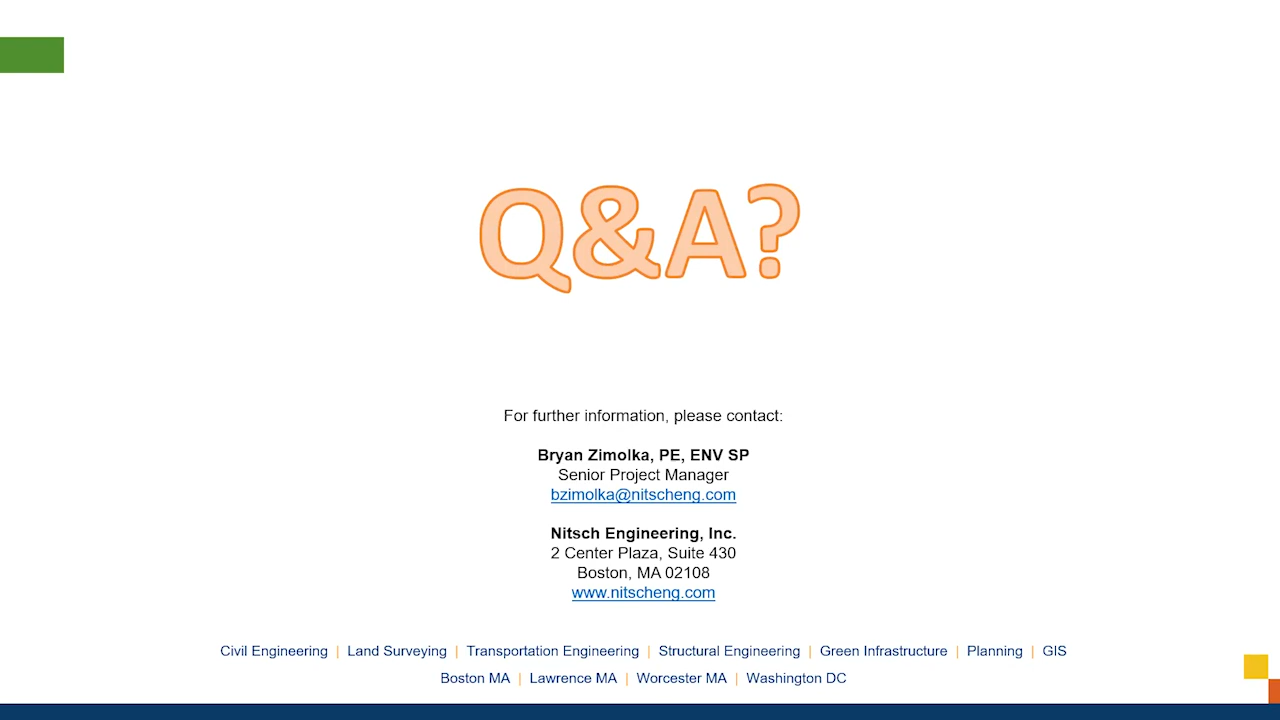 Q&A?
For further information, please contact:
Bryan Zimolka, PE, ENV SP
Senior Project Manager
bzimolka@nitscheng.com
Nitsch Engineering, Inc.
2 Center Plaza, Suite 430
Boston, MA 02108
www.nitscheng.com
Civil Engineering | Land Surveying | Transportation Engineering | Structural Engineering | Green Infrastructure | Planning | GIS
Boston MA | Lawrence MA | Worcester MA | Washington DC